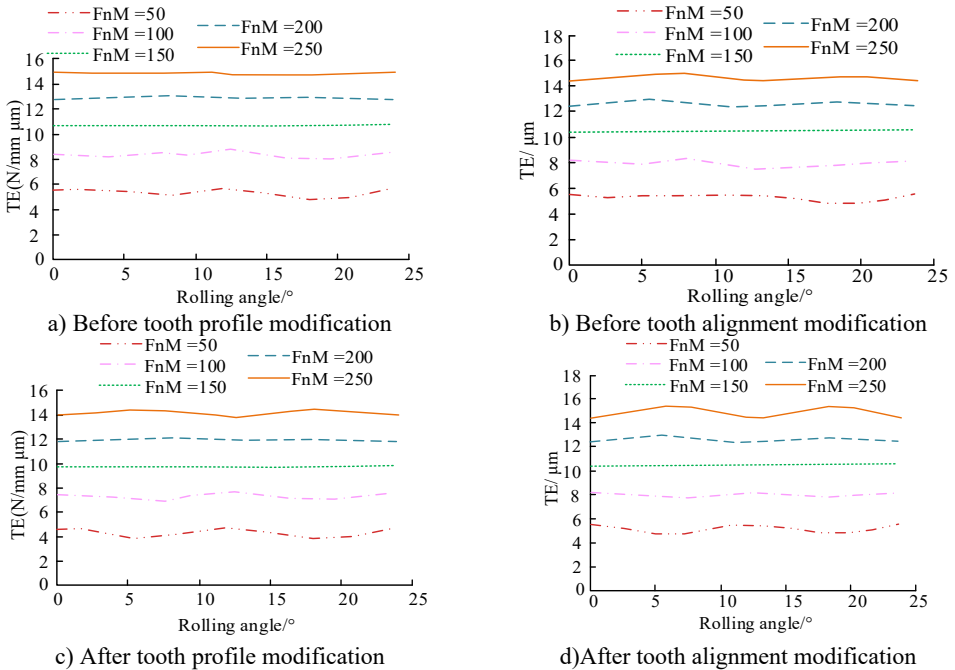 FnM =50
FnM =100
FnM =150
FnM =200
FnM =250
TE(N/mm μm)
16
14
12
10
8
6
4
2
0
0 5 10 15 20 25
Rolling angle/°
a) Before tooth profile modification
FnM =50
FnM =100
FnM =150
FnM =200
FnM =250
TE/ μm
18
16
14
12
10
8
6
4
2
0
0 5 10 15 20 25
Rolling angle/°
b) Before tooth alignment modification
FnM =50
FnM =100
FnM =150
FnM =200
FnM =250
TE(N/mm μm)
16
14
12
10
8
6
4
2
0
0 5 10 15 20 25
Rolling angle/°
c) After tooth profile modification
FnM =50
FnM =100
FnM =150
FnM =200
FnM =250
TE/ μm
18
16
14
12
10
8
6
4
2
0
0 5 10 15 20 25
Rolling angle/°
d)After tooth alignment modification